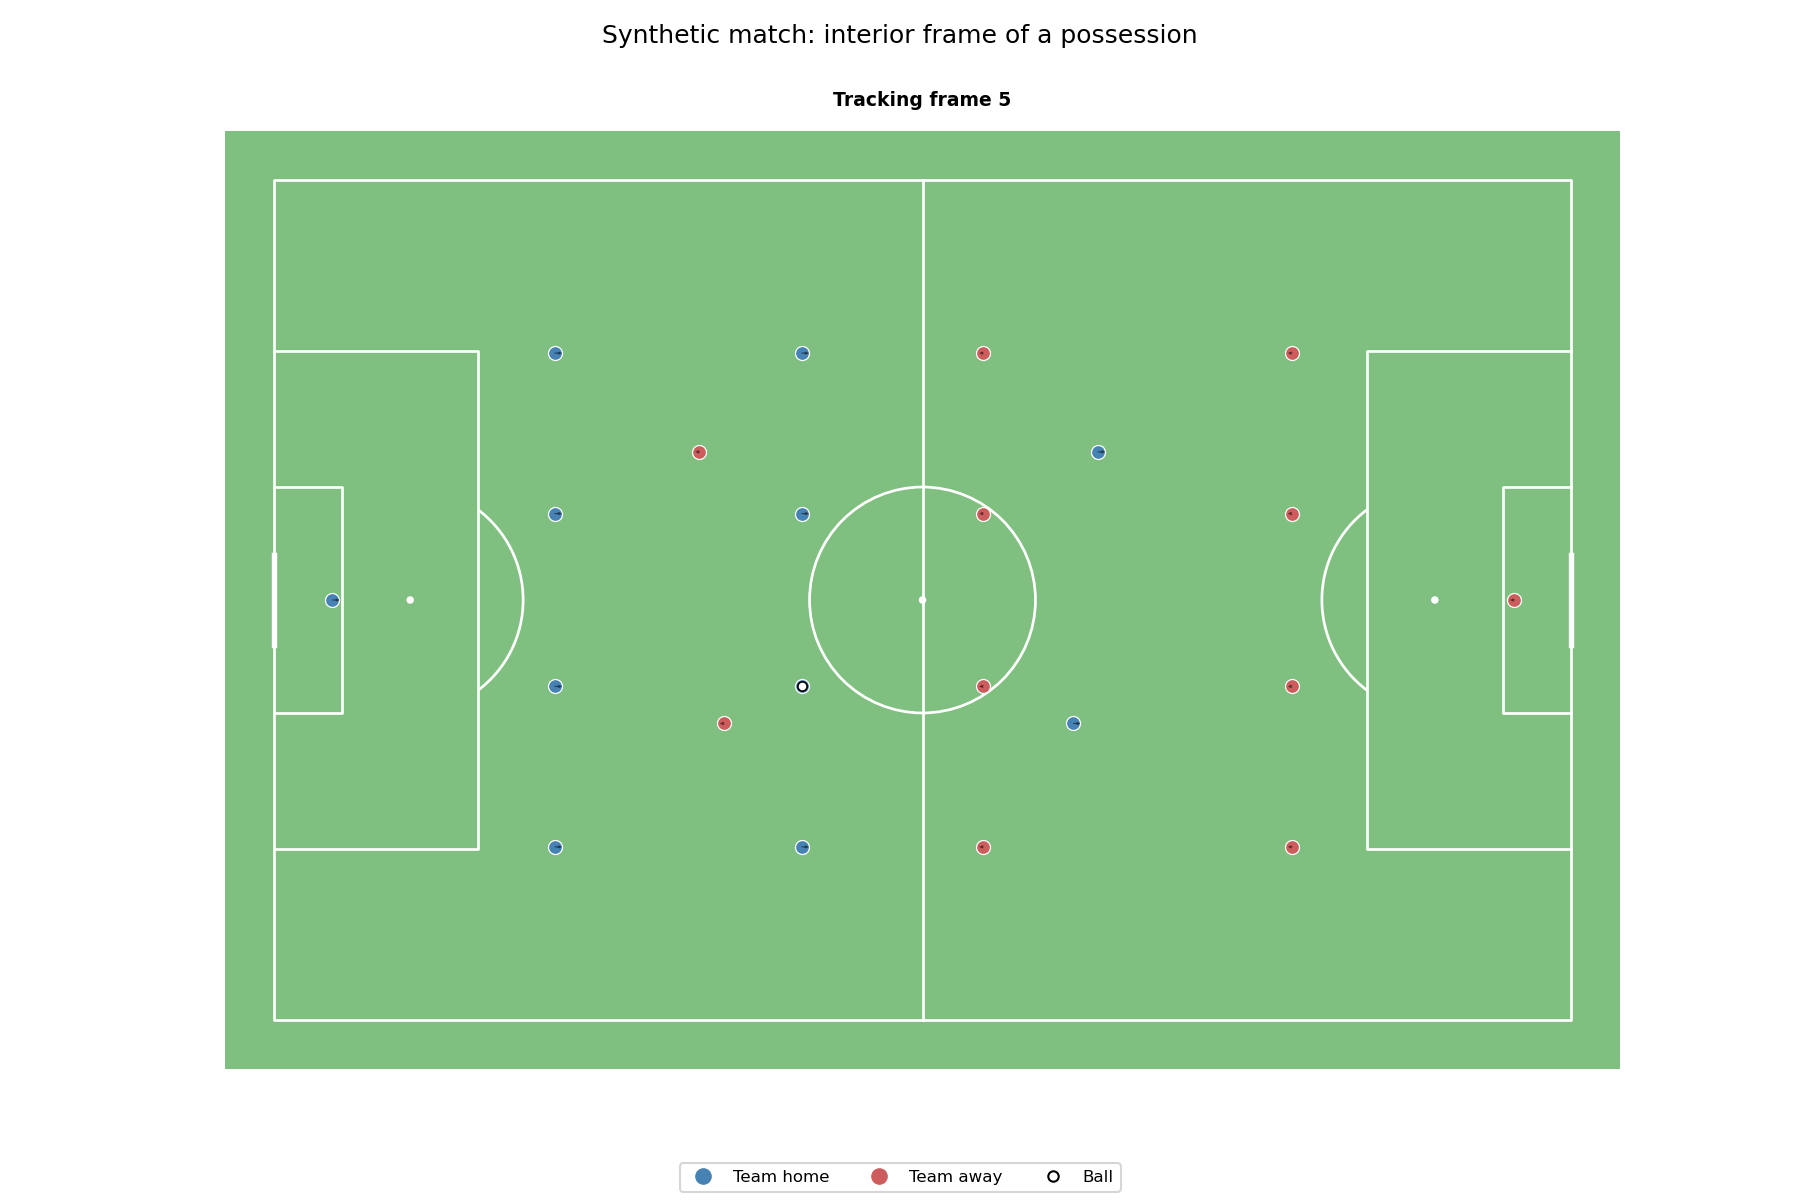 Synthetic match: interior frame of a possession
Tracking frame 5
Team home Team away Ball